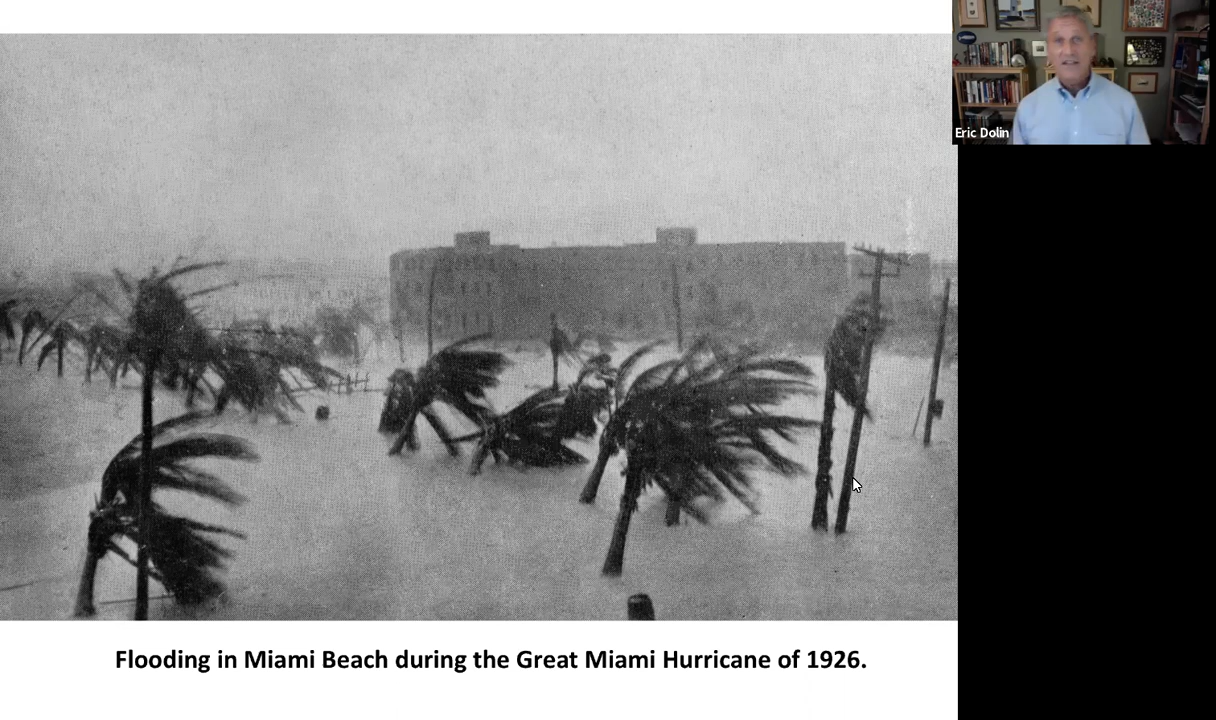 Eric Dolin
Flooding in Miami Beach during the Great Miami Hurricane of 1926.